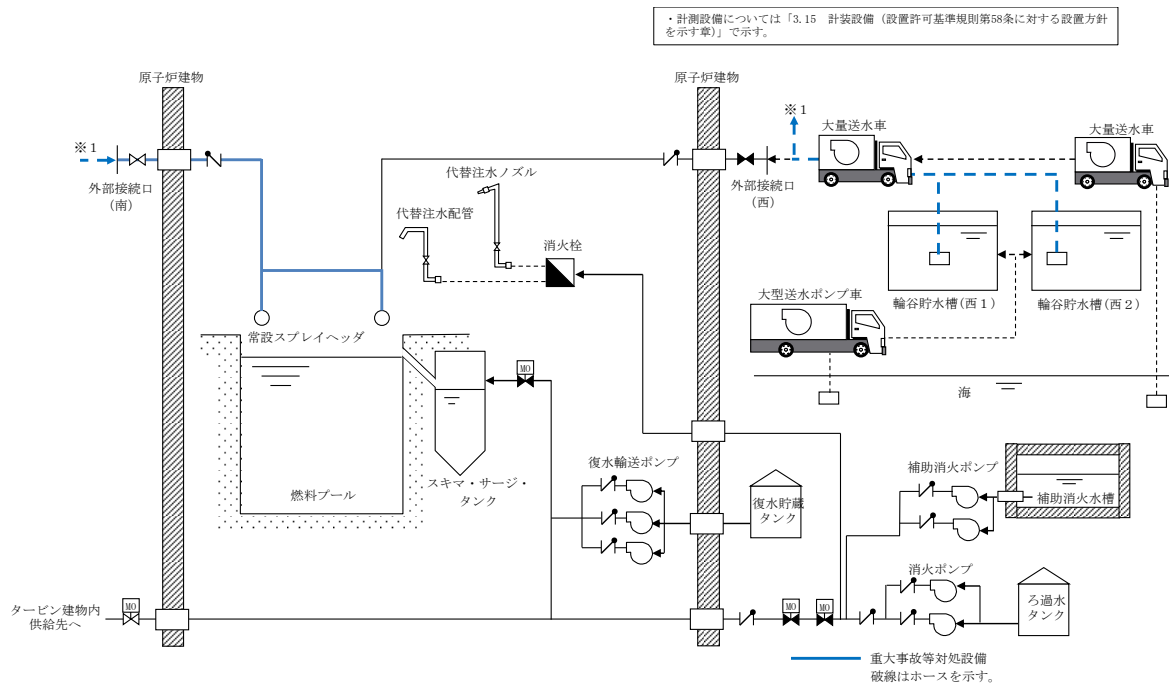 ・計測設備については「3.15　計装設備（設置許可基準規則第58条に対する設置方針
を示す章）」で示す。
原子炉建物
原子炉建物
※1
※1
大量送水車
大量送水車
外部接続口
(南)
代替注水ノズル
外部接続口
(西)
代替注水配管
消火栓
輪谷貯水槽(西1)
輪谷貯水槽(西2)
大型送水ポンプ車
常設スプレイヘッダ
MO
海
燃料プール
スキマ・サージ・
タンク
復水輸送ポンプ
復水貯蔵
タンク
補助消火ポンプ
補助消火水槽
消火ポンプ
ろ過水
タンク
タービン建物内
供給先へ
MO
MO
MO
重大事故等対処設備
破線はホースを示す。